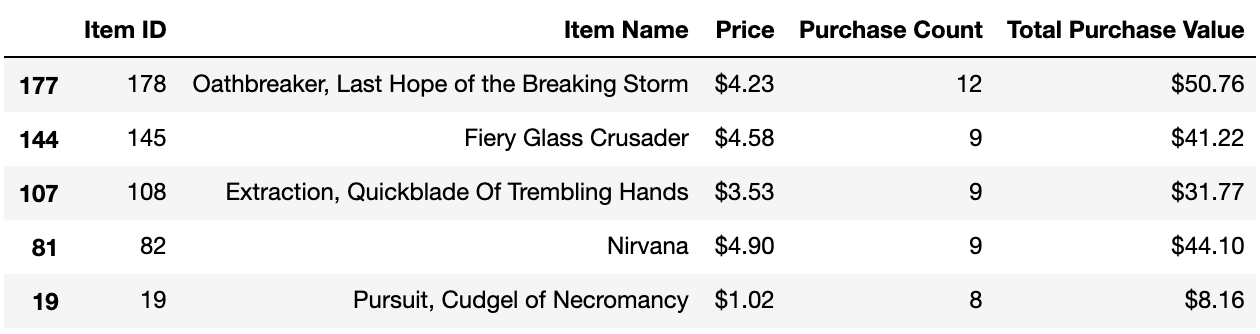 Item ID Item Name Price Purchase Count Total Purchase Value
177 178 Oathbreaker, Last Hope of the Breaking Storm $4.23 12 $50.76
144 145 Fiery Glass Crusader $4.58 9 $41.22
107 108 Extraction, Quickblade Of Trembling Hands $3.53 9 $31.77
81 82 Nirvana $4.90 9 $44.10
19 19 Pursuit, Cudgel of Necromancy $1.02 8 $8.16